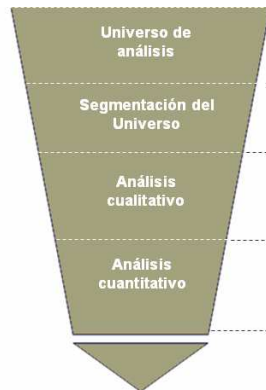 Universo de
análisis
Segmentación del
Universo
Análisis
cualitativo
Análisis
cuantitativo